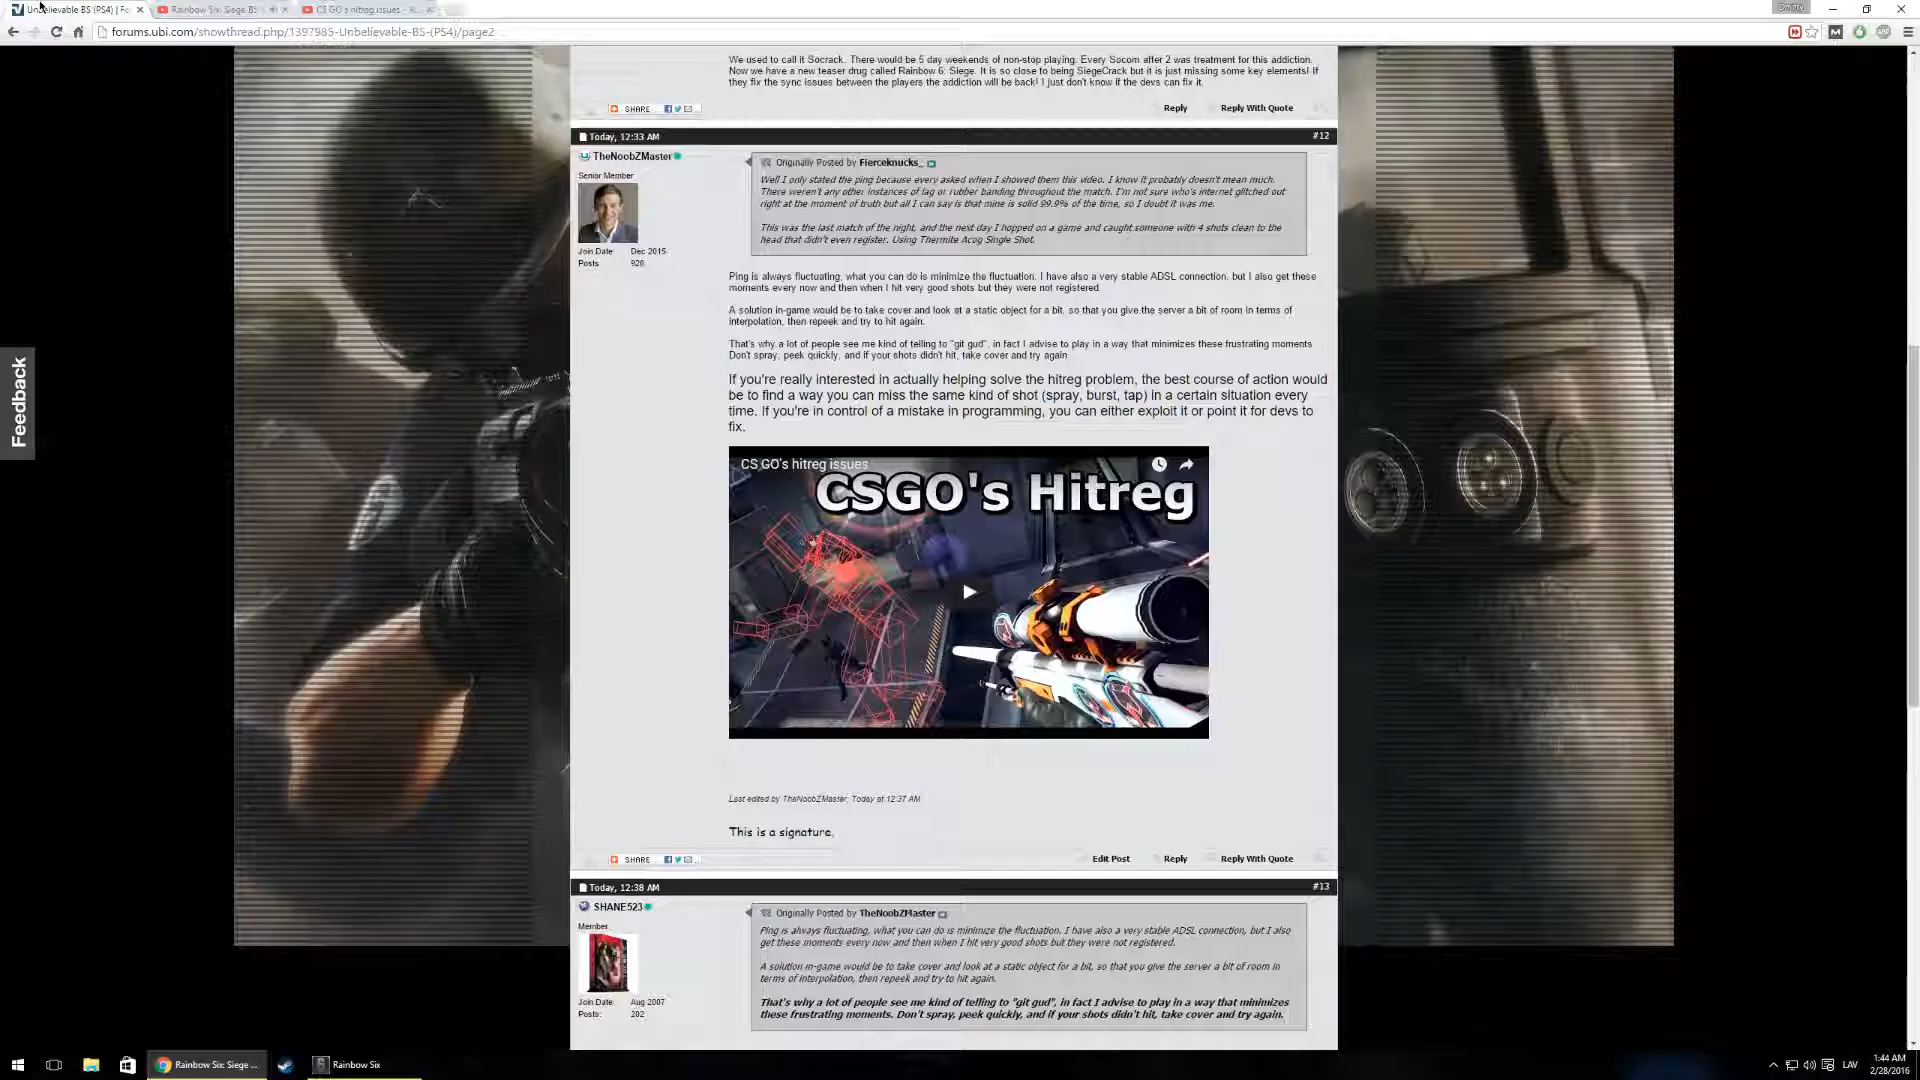 Unbelievable BS (PS4) | Fo
Rainbow Six: Siege BS
CS GO's hitreg issues -
forums.ubi.com/showthread.php/1397985-Unbelievable-BS-(PS4)/page2
We used to call it Socrack. There would be 5 day weekends of non-stop playing. Every Socom after 2 was treatment for this addiction.
Now we have a new teaser drug called Rainbow 6: Siege. It is so close to being SiegeCrack but it is just missing some key elements! If
they fix the sync issues between the players the addiction will be back! I just don't know if the devs can fix it.
SHARE
Reply
Reply With Quote
Today, 12:33 AM
#12
TheNoobZMaster
Senior Member
Join Date Dec 2015
Posts 928
Originally Posted by Fierceknucks_
Well I only stated the ping because every asked when I showed them this video. I know it probably doesn't mean much.
There weren't any other instances of lag or rubber banding throughout the match. I'm not sure who's internet glitched out
right at the moment of truth but all I can say is that mine is solid 99.9% of the time, so I doubt it was me.
This was the last match of the night, and the next day I hopped on a game and caught someone with 4 shots clean to the
head that didn't even register. Using Thermite Acog Single Shot.
Ping is always fluctuating, what you can do is minimize the fluctuation. I have also a very stable ADSL connection, but I also get these
moments every now and then when I hit very good shots but they were not registered
A solution in-game would be to take cover and look at a static object for a bit, so that you give the server a bit of room in terms of
interpolation, then repeek and try to hit again.
That's why a lot of people see me kind of telling to "git gud", in fact I advise to play in a way that minimizes these frustrating moments
Don't spray, peek quickly, and if your shots didn't hit, take cover and try again
If you're really interested in actually helping solve the hitreg problem, the best course of action would
be to find a way you can miss the same kind of shot (spray, burst, tap) in a certain situation every
time. If you're in control of a mistake in programming, you can either exploit it or point it for devs to
fix.
CS GO's hitreg issues
CSGO's Hitreg
Last edited by TheNoobZMaster; Today at 12:37 AM
This is a signature.
SHARE
Edit Post
Reply
Reply With Quote
Today, 12:38 AM
#13
SHANE523
Member
Join Date: Aug 2007
Posts: 202
Originally Posted by TheNoobZMaster
Ping is always fluctuating, what you can do is minimize the fluctuation. I have also a very stable ADSL connection, but I also
get these moments every now and then when I hit very good shots but they were not registered.
A solution in-game would be to take cover and look at a static object for a bit, so that you give the server a bit of room in
terms of interpolation, then repeek and try to hit again.
That's why a lot of people see me kind of telling to "git gud", in fact I advise to play in a way that minimizes
these frustrating moments. Don't spray, peek quickly, and if your shots didn't hit, take cover and try again.
Feedback
Rainbow Six: Siege ...
Rainbow Six
LAV
1:44 AM
2/28/2016